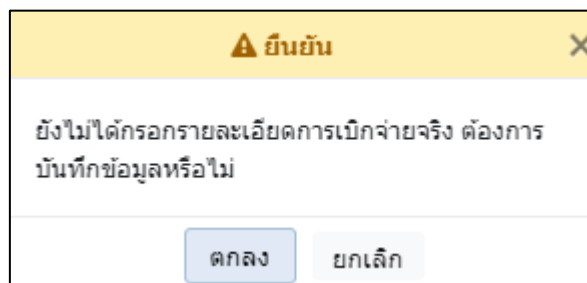 ยืนยัน
ยังไม่ได้กรอกรายละเอียดการเบิกจ่ายจริง ต้องการ
บันทึกข้อมูลหรือไม่
ตกลง ยกเลิก